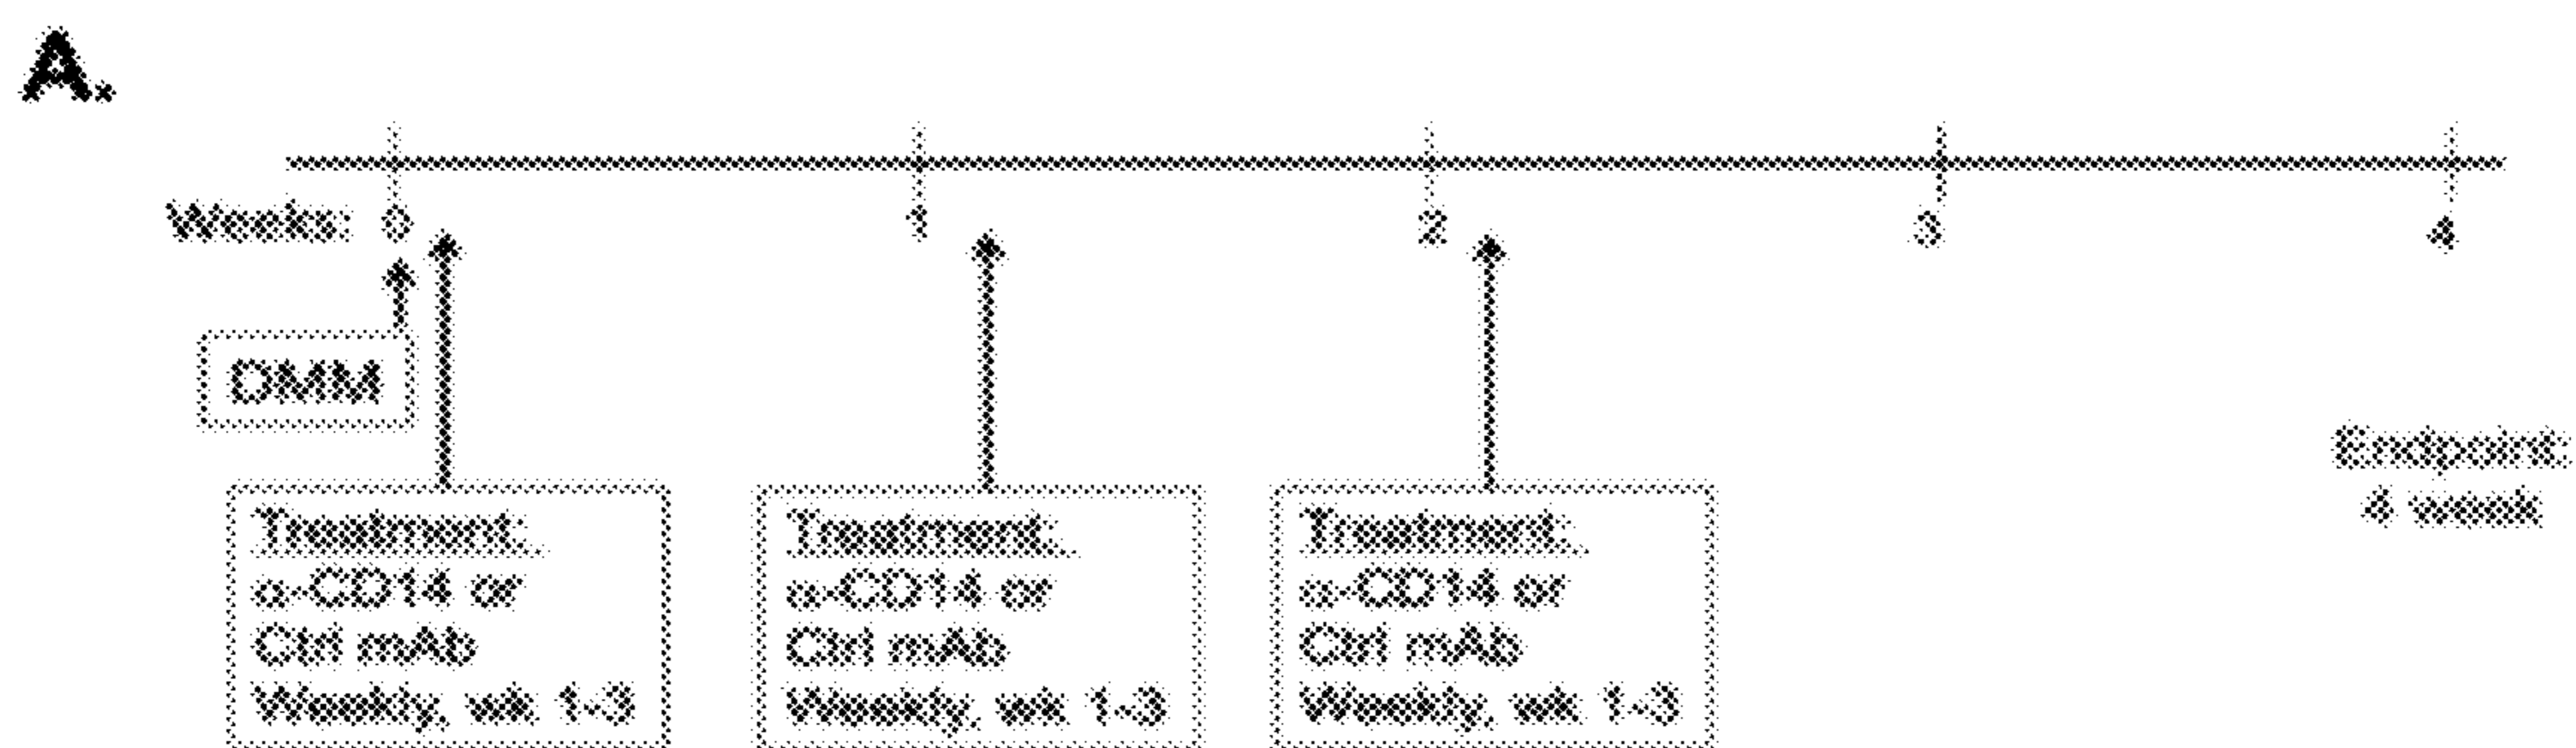 A.
Weeks: 0 1 2 3 4
DMM
Endpoint:
4 week
Treatment:
α-CD14 or
Ctrl mAb
Weekly, wk 1-3
Treatment:
α-CD14 or
Ctrl mAb
Weekly, wk 1-3
Treatment:
α-CD14 or
Ctrl mAb
Weekly, wk 1-3